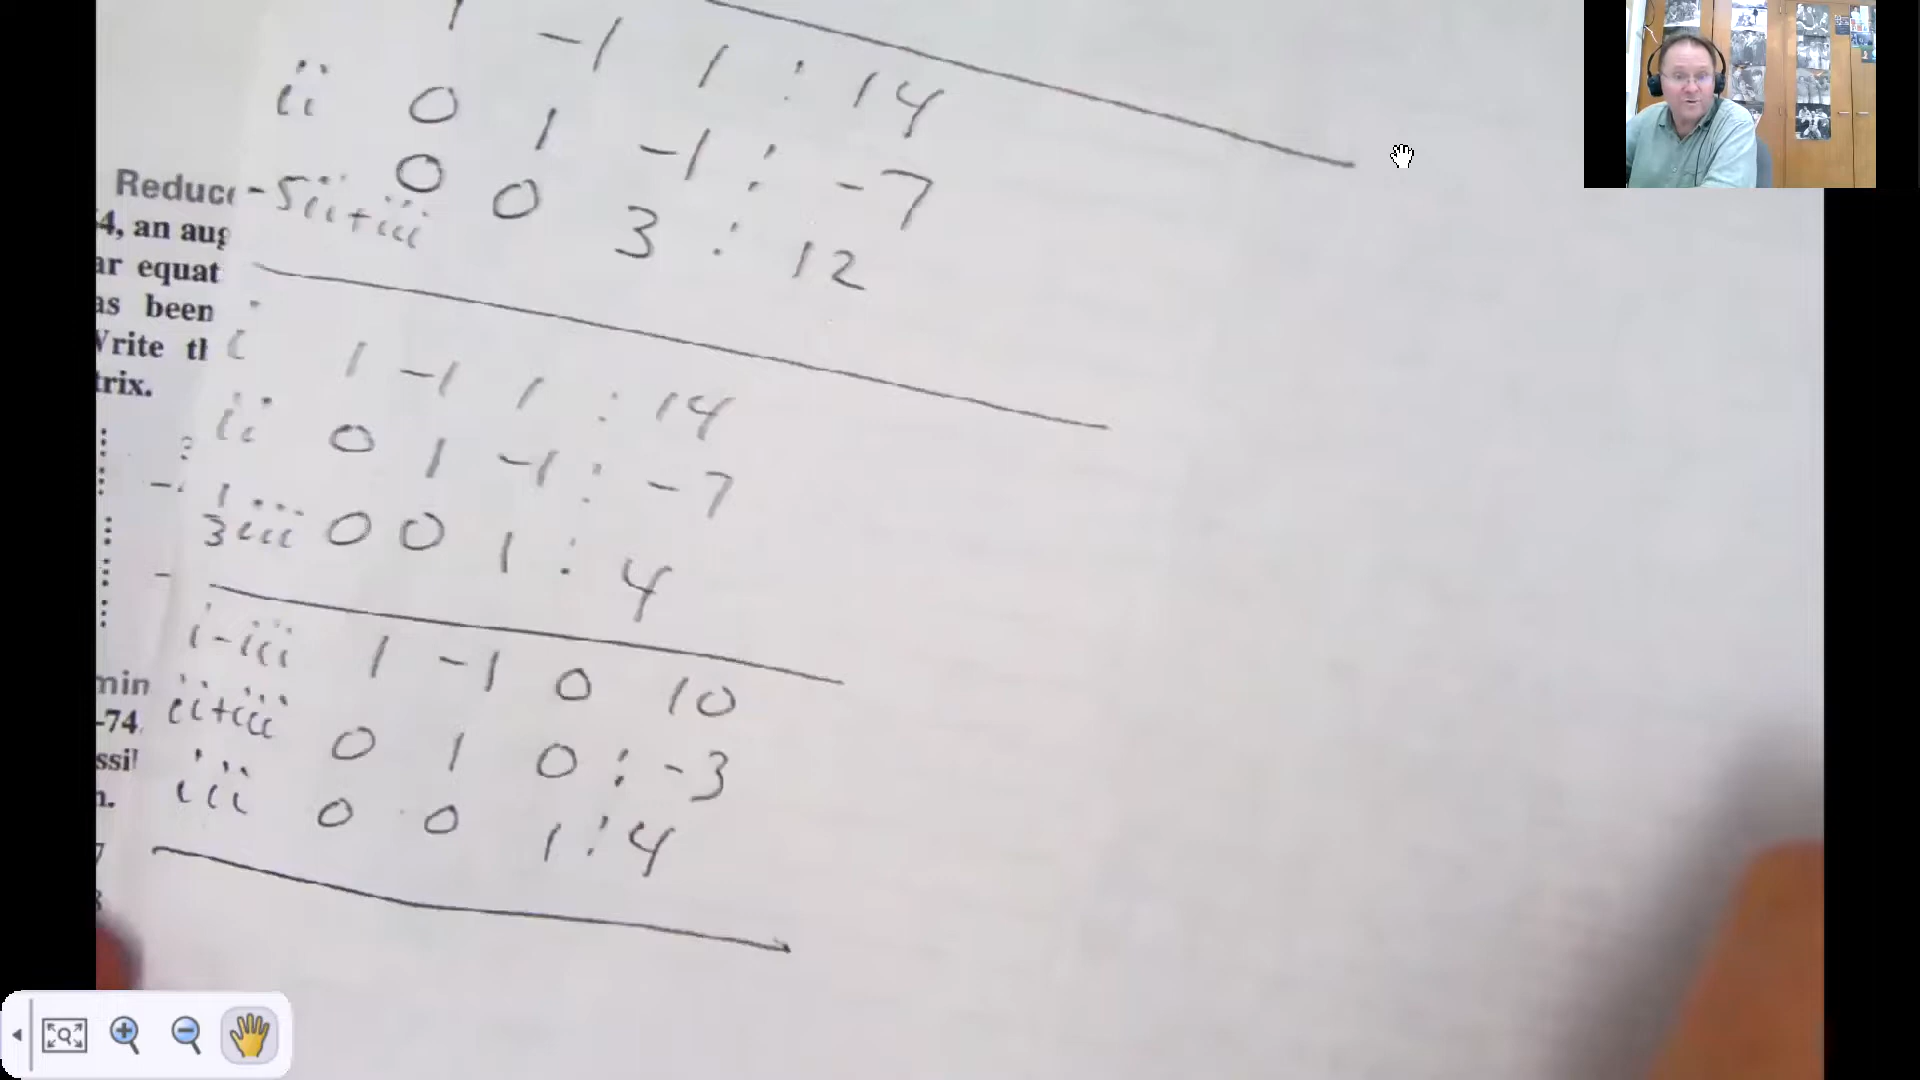 1 -1 1 : 14
ii 0 1 -1 : -7
-5ii+iii 0 0 3 : 12
i 1 -1 1 : 14
ii 0 1 -1 : -7
1/3 iii 0 0 1 : 4
i-iii 1 -1 0 10
ii+iii 0 1 0 : -3
iii 0 0 1 : 4
Reduc
4, an aug
ar equat
as been
Write th
trix.
min
-74
ssil
n.
7
8